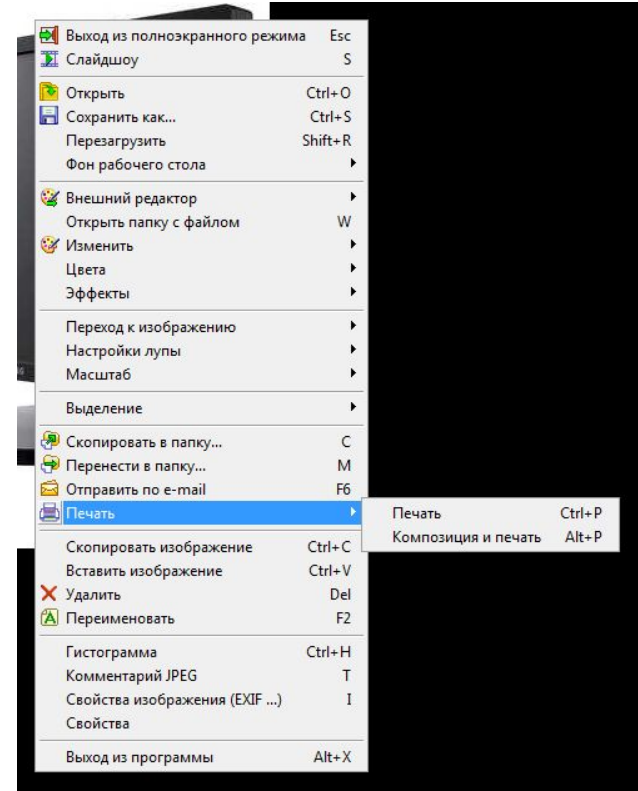 Выход из полноэкранного режима Esc
Слайдшоу S
Открыть Ctrl+O
Сохранить как... Ctrl+S
Перезагрузить Shift+R
Фон рабочего стола
Внешний редактор
Открыть папку с файлом W
Изменить
Цвета
Эффекты
Переход к изображению
Настройки лупы
Масштаб
Выделение
Скопировать в папку... C
Перенести в папку... M
Отправить по e-mail F6
Печать
Печать Ctrl+P
Композиция и печать Alt+P
Скопировать изображение Ctrl+C
Вставить изображение Ctrl+V
Удалить Del
Переименовать F2
Гистограмма Ctrl+H
Комментарий JPEG T
Свойства изображения (EXIF ...) I
Свойства
Выход из программы Alt+X